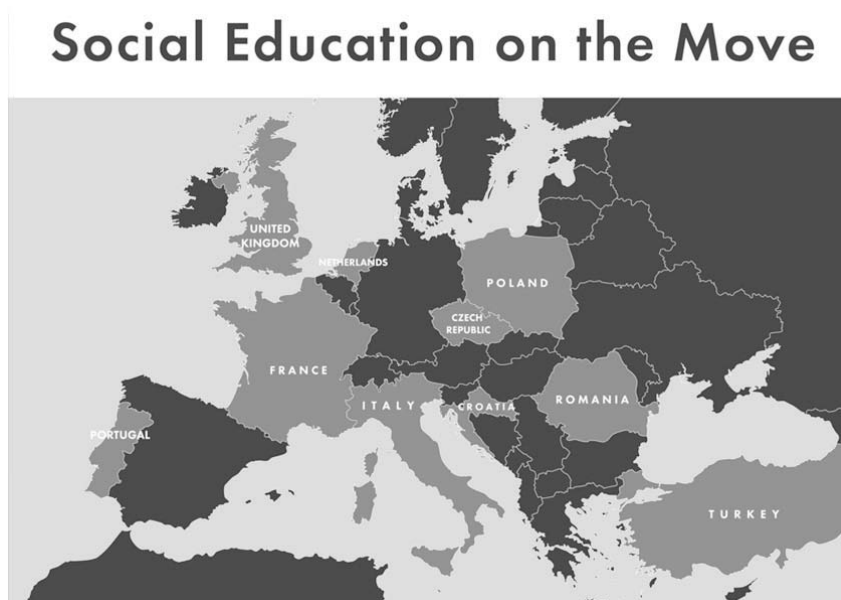 Social Education on the Move
UNITED
KINGDOM
NETHERLANDS
POLAND
CZECH
REPUBLIC
FRANCE
ITALY
CROATIA
ROMANIA
PORTUGAL
TURKEY